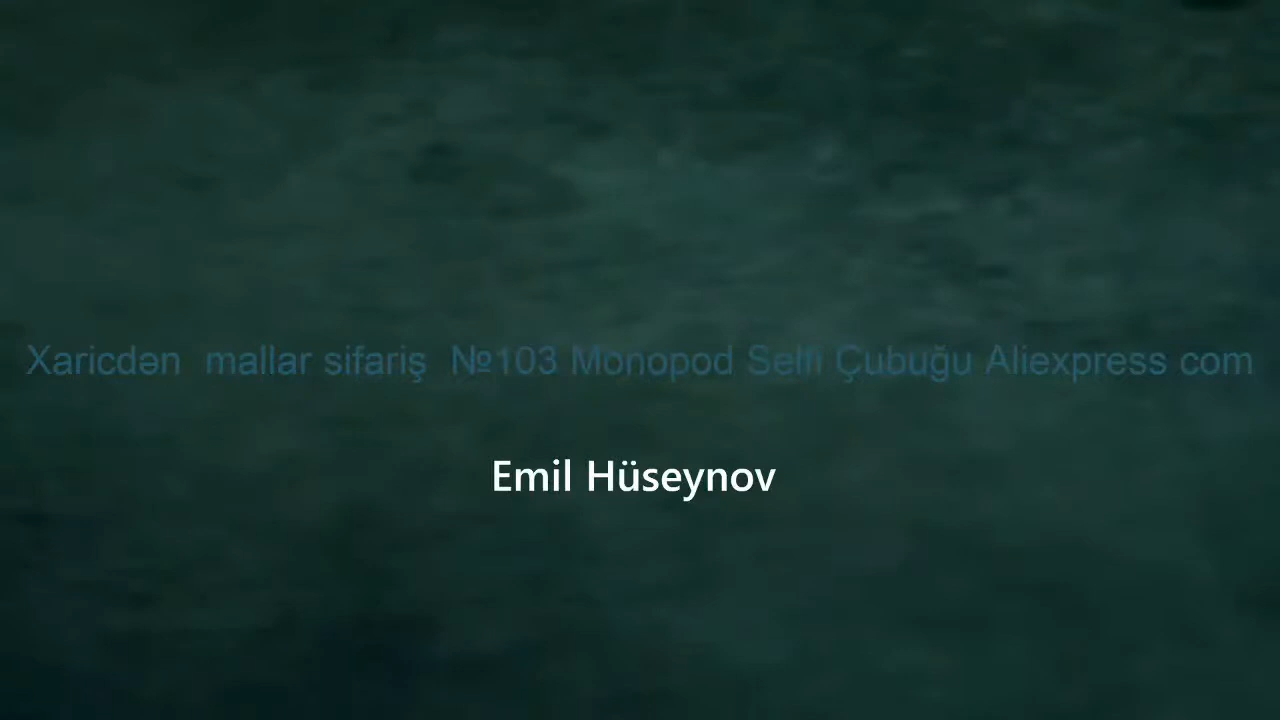 Xaricdən  mallar sifariş  №103 Monopod Selfi Çubuğu Aliexpress com
Emil Hüseynov